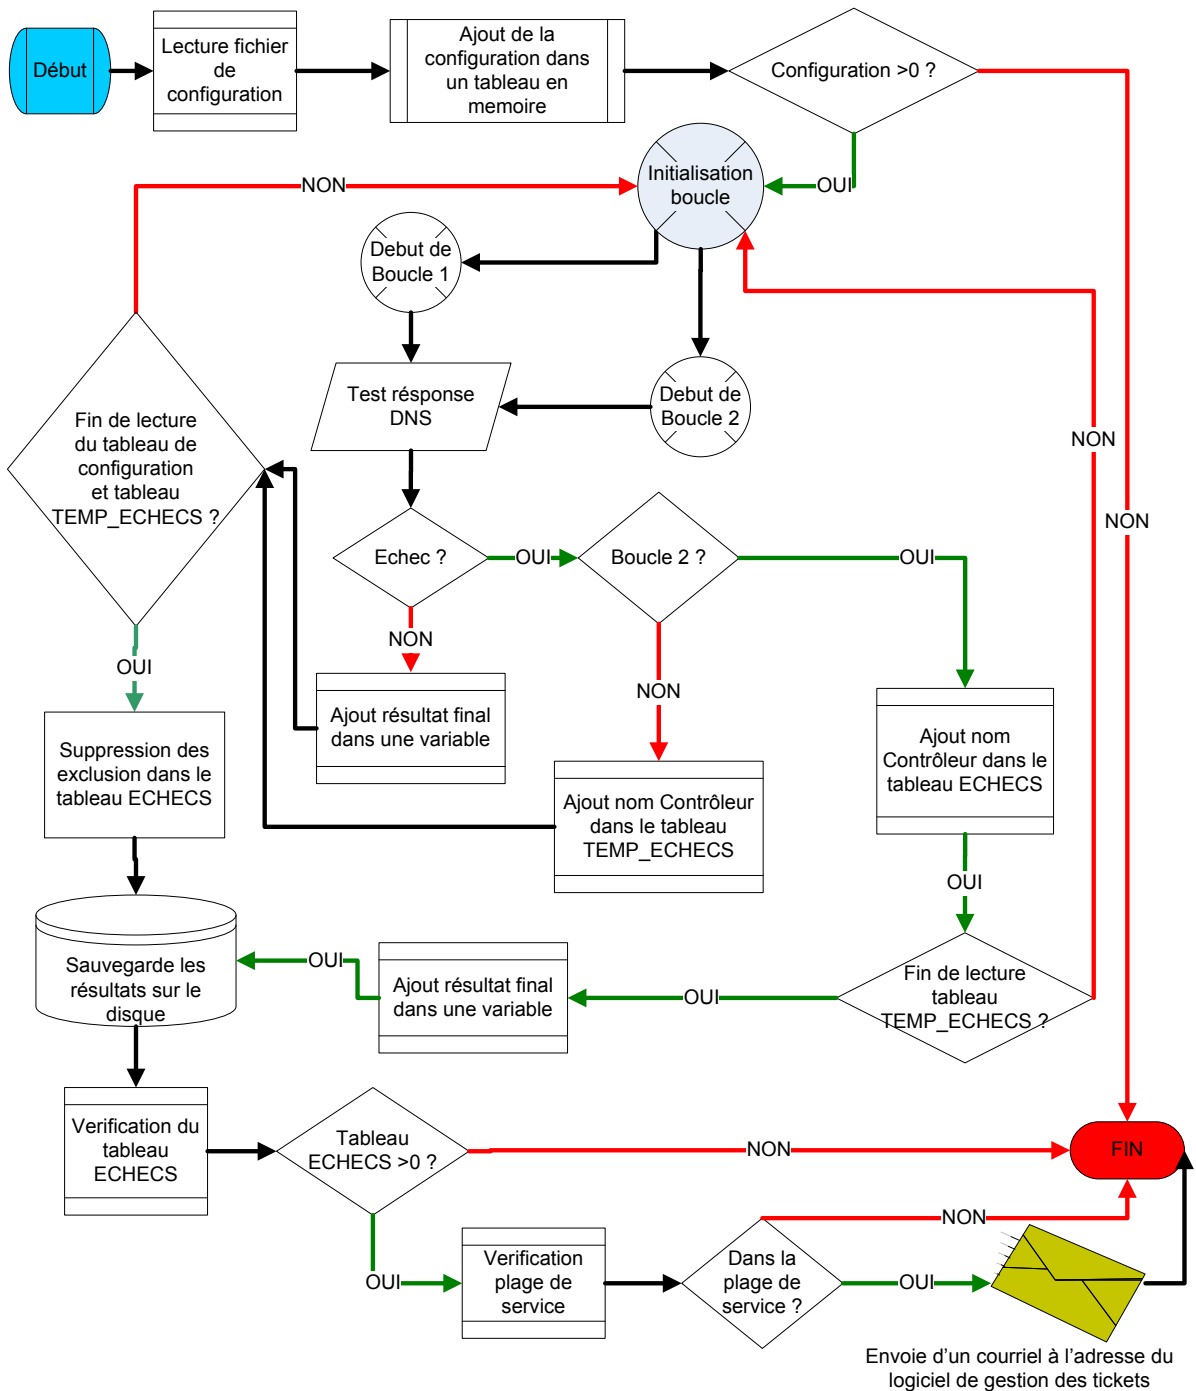 Début
Lecture fichier
de
configuration
Ajout de la
configuration dans
un tableau en
memoire
Configuration >0 ?
OUI
NON
Initialisation
boucle
Debut de
Boucle 1
Test résponse
DNS
Debut de
Boucle 2
Fin de lecture
du tableau de
configuration
et tableau
TEMP_ECHECS ?
NON
NON
Echec ?
OUI
Boucle 2 ?
OUI
NON
OUI
NON
Ajout résultat final
dans une variable
Suppression des
exclusion dans le
tableau ECHECS
Ajout nom
Contrôleur dans le
tableau ECHECS
Ajout nom Contrôleur
dans le tableau
TEMP_ECHECS
OUI
Sauvegarde les
résultats sur le
disque
OUI
Ajout résultat final
dans une variable
OUI
Fin de lecture
tableau
TEMP_ECHECS ?
Verification du
tableau
ECHECS
Tableau
ECHECS >0 ?
NON
FIN
OUI
Verification
plage de
service
Dans la
plage de
service ?
NON
OUI
Envoie d'un courriel à l'adresse du
logiciel de gestion des tickets